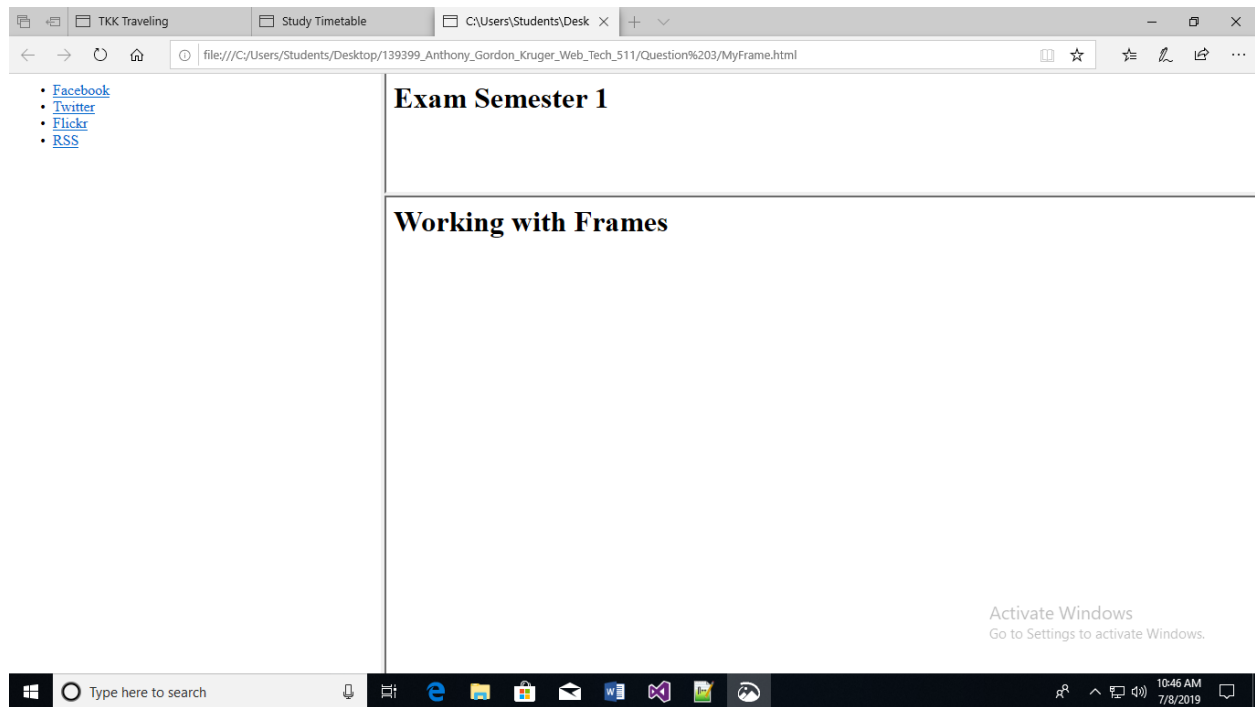 TKK Traveling
Study Timetable
C:\Users\Students\Desk
file:///C:/Users/Students/Desktop/139399_Anthony_Gordon_Kruger_Web_Tech_511/Question%203/MyFrame.html
Facebook
Twitter
Flickr
RSS
Exam Semester 1
Working with Frames
Activate Windows
Go to Settings to activate Windows.
Type here to search
10:46 AM
7/8/2019